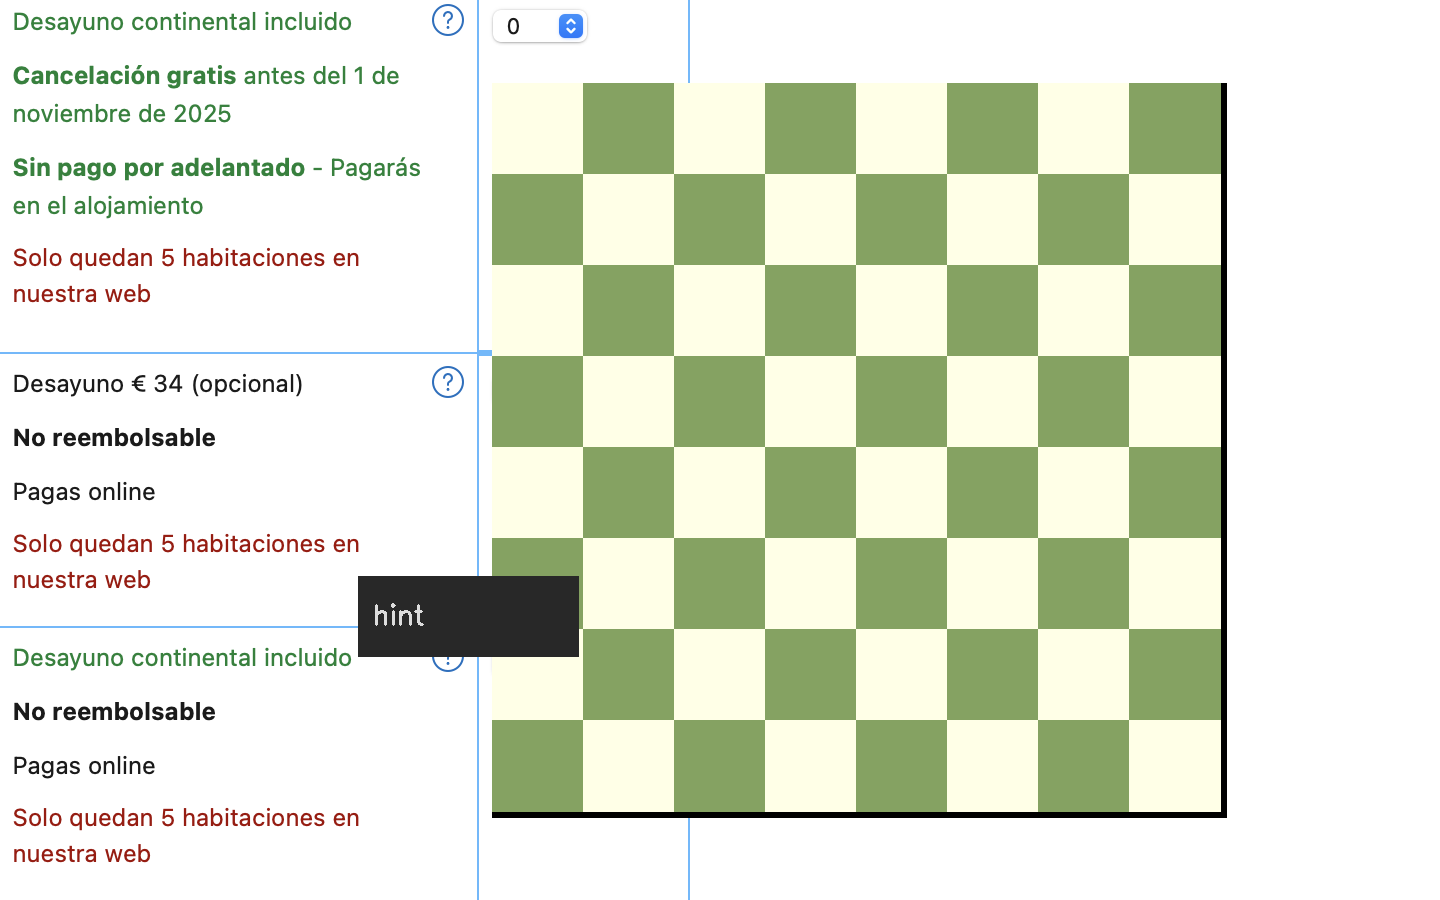 Desayuno continental incluido
?
0
Cancelación gratis antes del 1 de
noviembre de 2025
Sin pago por adelantado - Pagarás
en el alojamiento
Solo quedan 5 habitaciones en
nuestra web
Desayuno € 34 (opcional)
?
No reembolsable
Pagas online
Solo quedan 5 habitaciones en
nuestra web
hint
Desayuno continental incluido
?
No reembolsable
Pagas online
Solo quedan 5 habitaciones en
nuestra web